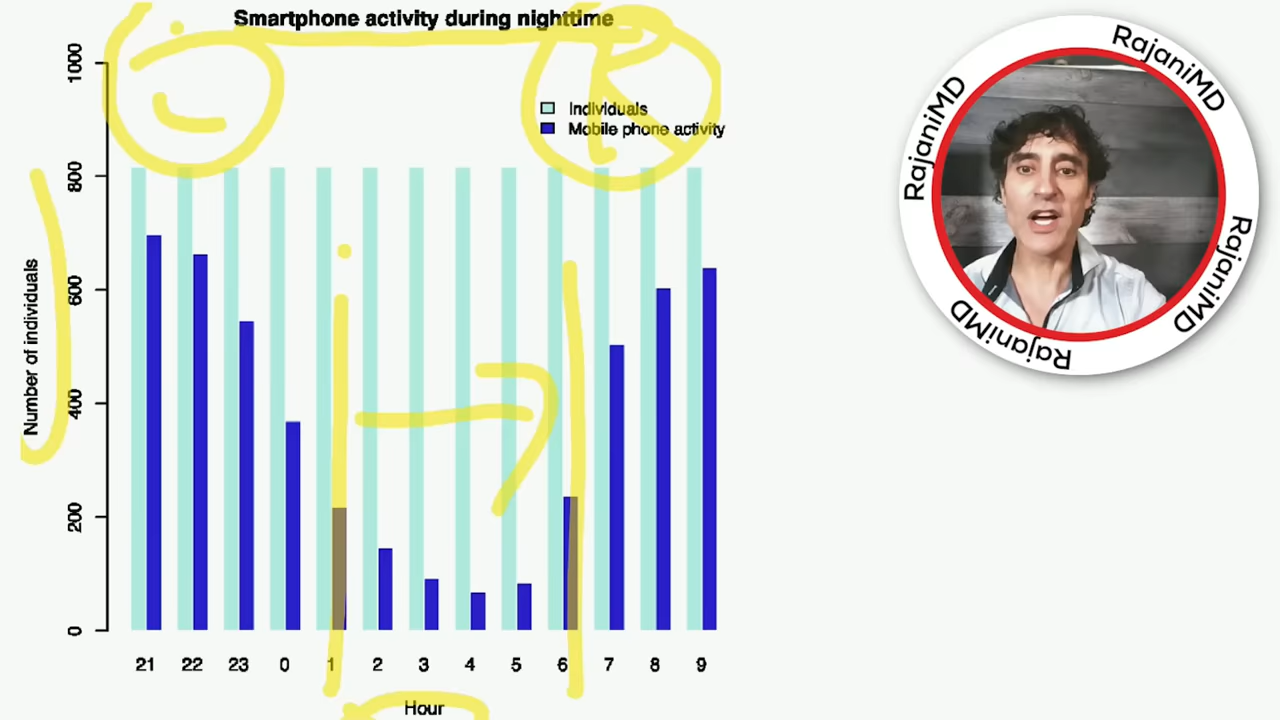 Smartphone activity during nighttime
Individuals
Mobile phone activity
Number of individuals
1000
800
600
400
200
0
21 22 23 0 1 2 3 4 5 6 7 8 9
Hour
RajaniMD
RajaniMD
RajaniMD
RajaniMD
RajaniMD